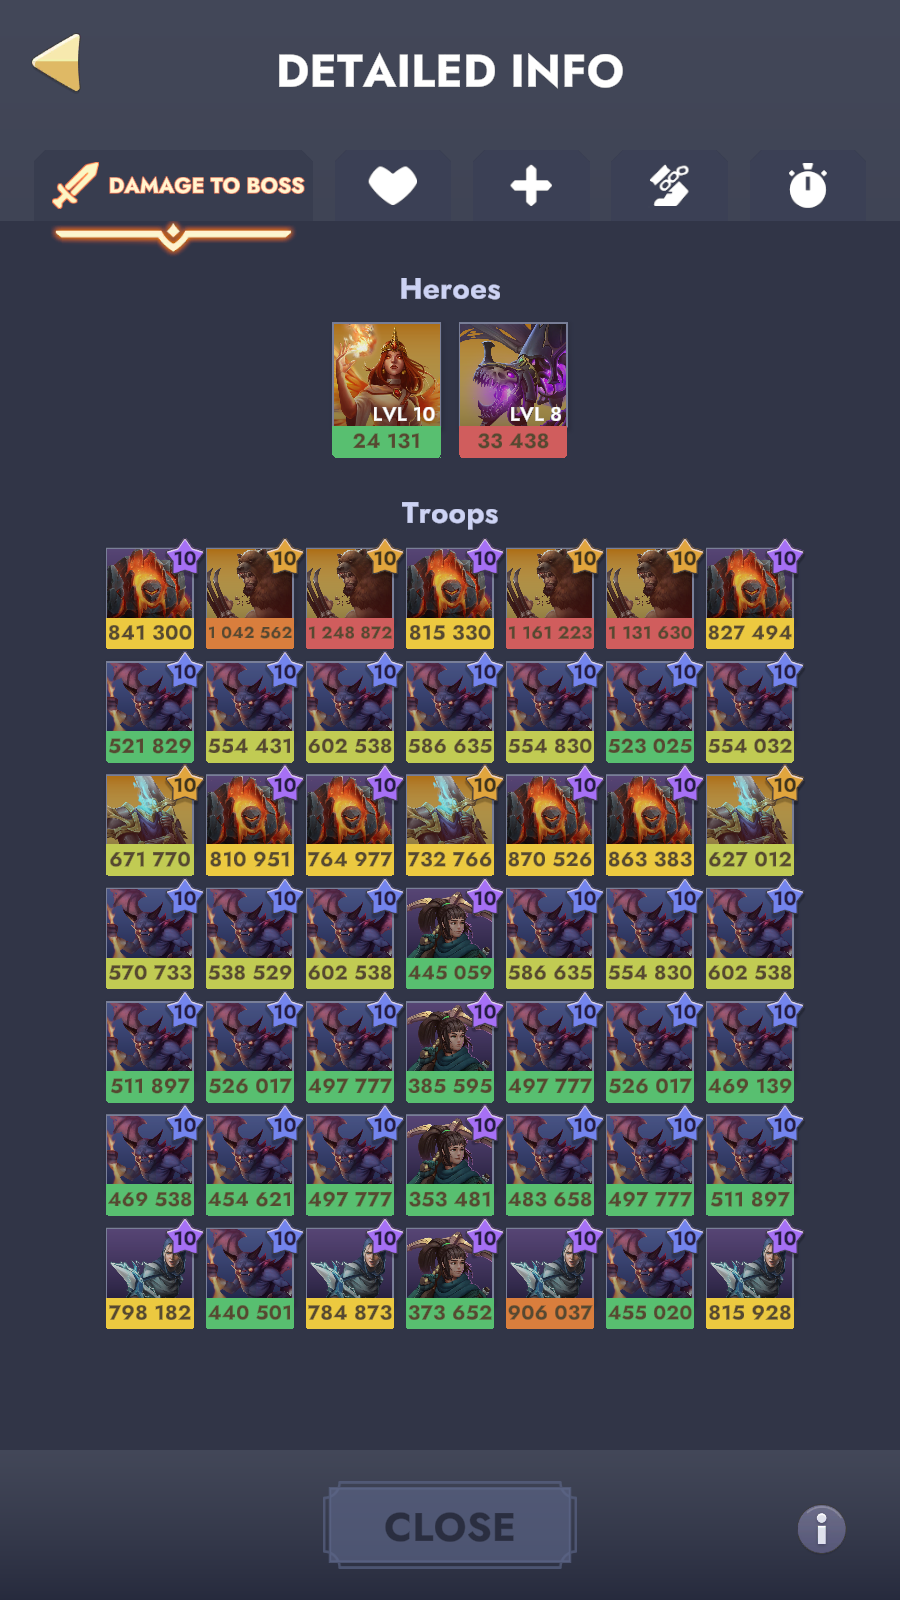 DETAILED INFO
DAMAGE TO BOSS
Heroes
LVL 10 LVL 8
24 131 33 438
Troops
10 10 10 10 10 10 10
841 300 1 042 562 1 248 872 815 330 1 161 223 1 131 630 827 494
10 10 10 10 10 10 10
521 829 554 431 602 538 586 635 554 830 523 025 554 032
10 10 10 10 10 10 10
671 770 810 951 764 977 732 766 870 526 863 383 627 012
10 10 10 10 10 10 10
570 733 538 529 602 538 445 059 586 635 554 830 602 538
10 10 10 10 10 10 10
511 897 526 017 497 777 385 595 497 777 526 017 469 139
10 10 10 10 10 10 10
469 538 454 621 497 777 353 481 483 658 497 777 511 897
10 10 10 10 10 10 10
798 182 440 501 784 873 373 652 906 037 455 020 815 928
CLOSE
i